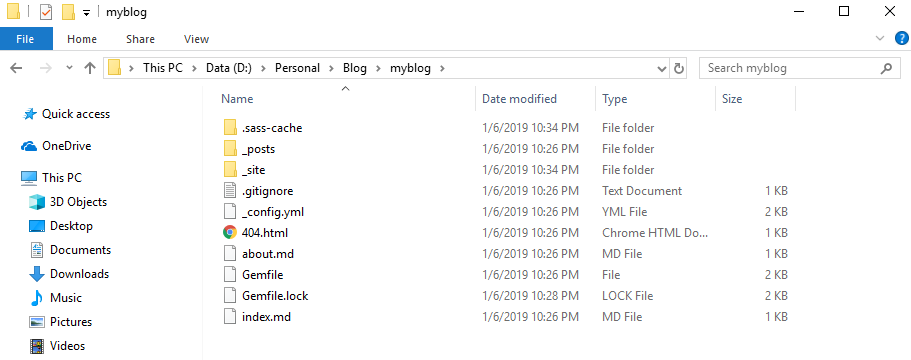 myblog
File Home Share View
This PC Data (D:) Personal Blog myblog Search myblog
Name Date modified Type Size
Quick access
OneDrive
This PC
3D Objects
Desktop
Documents
Downloads
Music
Pictures
Videos
.sass-cache 1/6/2019 10:34 PM File folder
_posts 1/6/2019 10:26 PM File folder
_site 1/6/2019 10:34 PM File folder
.gitignore 1/6/2019 10:26 PM Text Document 1 KB
_config.yml 1/6/2019 10:26 PM YML File 2 KB
404.html 1/6/2019 10:26 PM Chrome HTML Do... 1 KB
about.md 1/6/2019 10:26 PM MD File 1 KB
Gemfile 1/6/2019 10:26 PM File 2 KB
Gemfile.lock 1/6/2019 10:28 PM LOCK File 2 KB
index.md 1/6/2019 10:26 PM MD File 1 KB